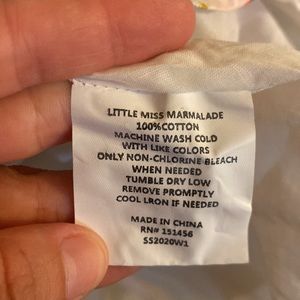 LITTLE MISS MARMALADE
100%COTTON
MACHINE WASH COLD
WITH LIKE COLORS
ONLY NON-CHLORINE BLEACH
WHEN NEEDED
TUMBLE DRY LOW
REMOVE PROMPTLY
COOL LRON IF NEEDED
MADE IN CHINA
RN# 151456
SS2020W1